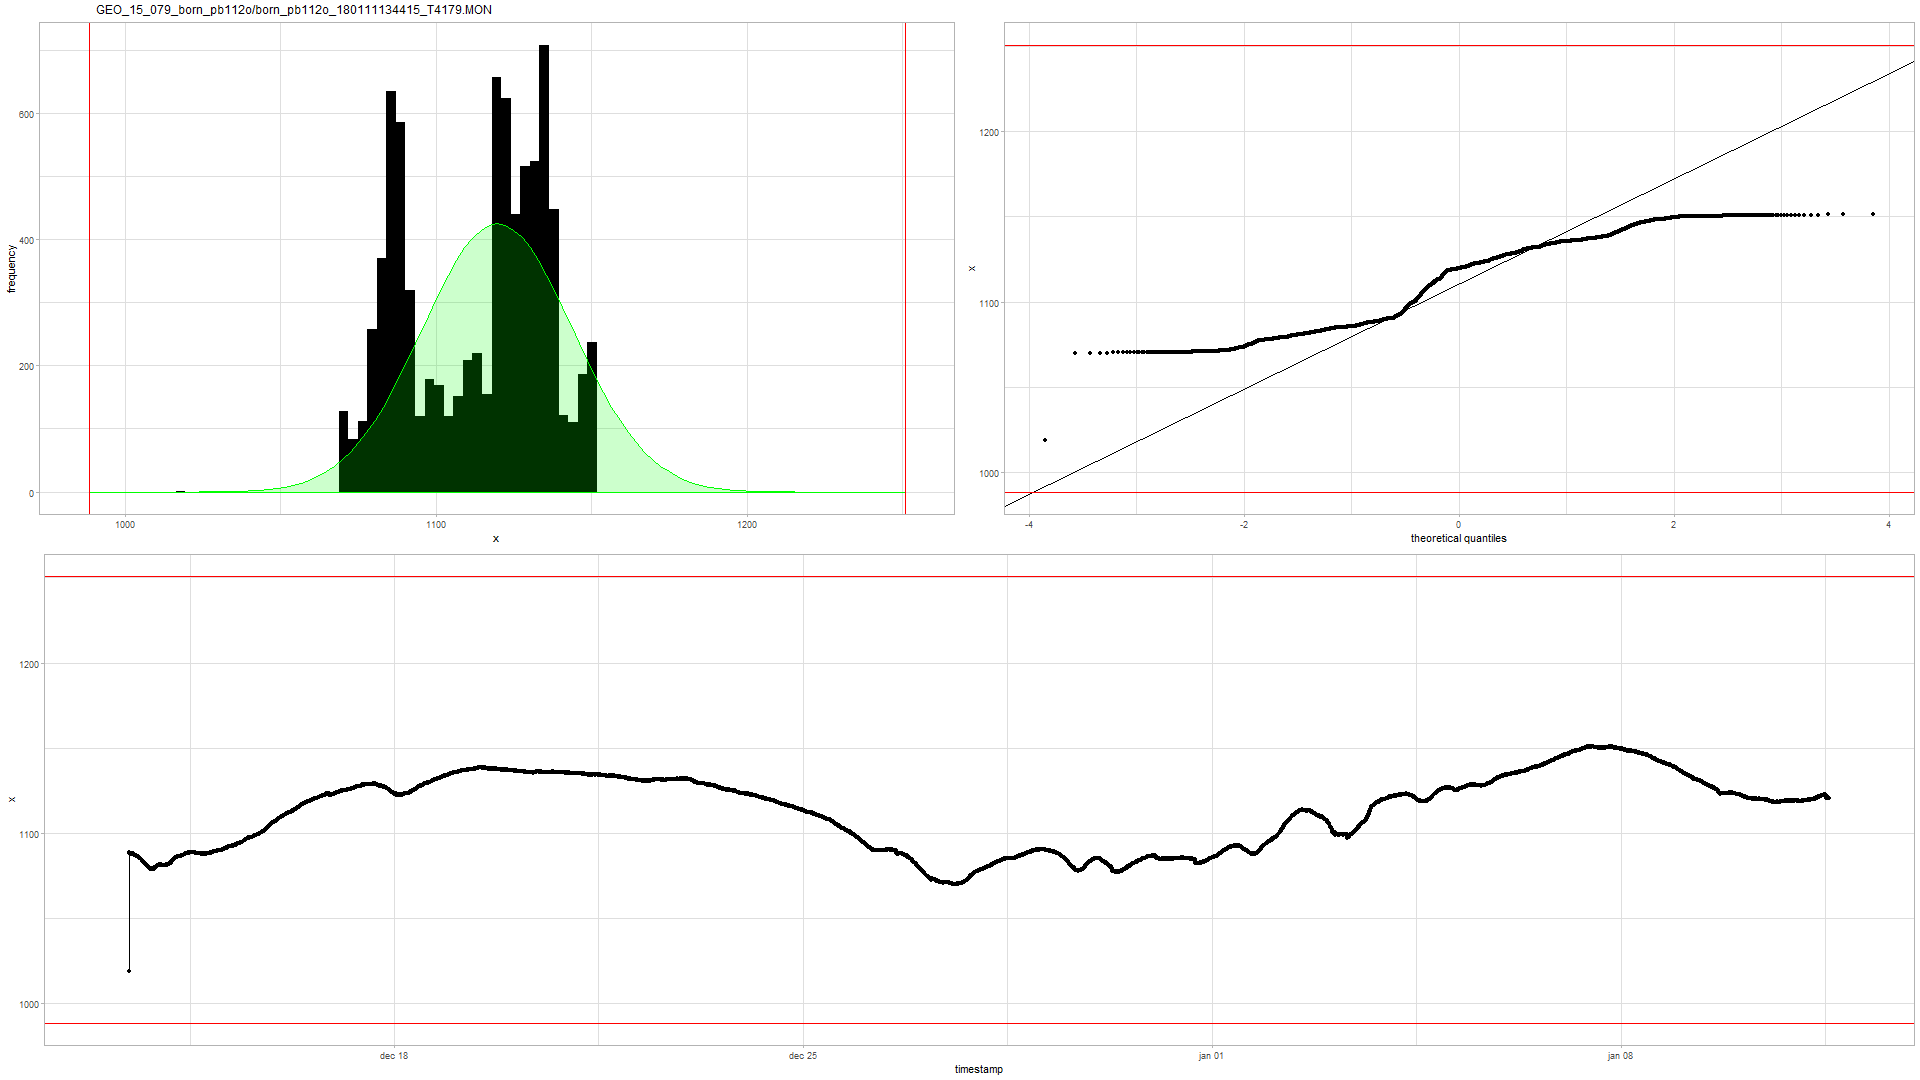 GEO_15_079_born_pb112o/born_pb112o_180111134415_T4179.MON
frequency
600
400
200
0
1000
1100
1200
x
x
1200
1100
1000
-4
-2
0
2
4
theoretical quantiles
x
1200
1100
1000
dec 18
dec 25
jan 01
jan 08
timestamp